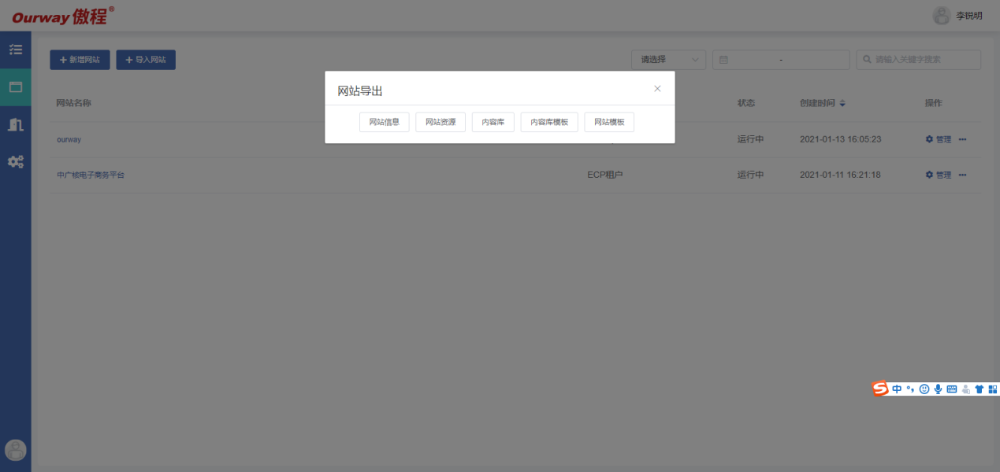 Ourway 傲程®
李锐明
新增网站
导入网站
请选择
-
请输入关键字搜索
网站导出
网站信息
网站资源
内容库
内容库模板
网站模板
网站名称
状态
创建时间
操作
ourway
运行中
2021-01-13 16:05:23
管理
中广核电子商务平台
ECP租户
运行中
2021-01-11 16:21:18
管理
中